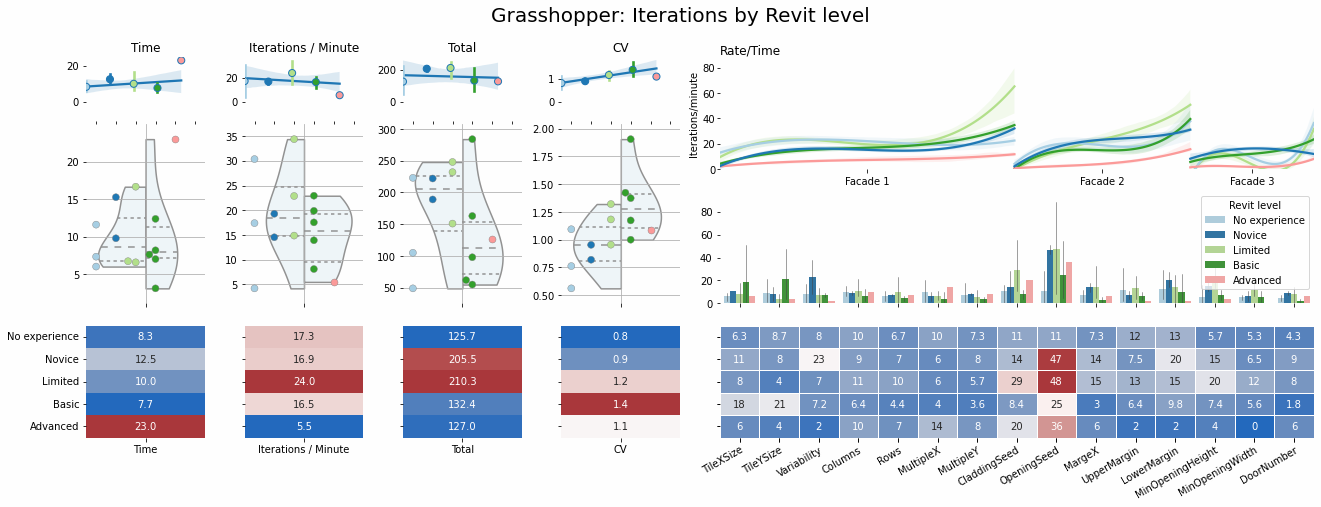 Grasshopper: Iterations by Revit level
Time
Iterations / Minute
Total
CV
Rate/Time
20
0
20
0
200
0
1
0
80
60
40
20
0
Iterations/minute
Facade 1
Facade 2
Facade 3
20
15
10
5
35
30
25
20
15
10
5
300
250
200
150
100
50
2.00
1.75
1.50
1.25
1.00
0.75
0.50
80
60
40
20
0
Revit level
No experience
Novice
Limited
Basic
Advanced
No experience 8.3 17.3 125.7 0.8 6.3 8.7 8 10 6.7 10 7.3 11 11 7.3 12 13 5.7 5.3 4.3
Novice 12.5 16.9 205.5 0.9 11 8 23 9 7 6 8 14 47 14 7.5 20 15 6.5 9
Limited 10.0 24.0 210.3 1.2 8 4 7 11 10 6 5.7 29 48 15 13 15 20 12 8
Basic 7.7 16.5 132.4 1.4 18 21 7.2 6.4 4.4 4 3.6 8.4 25 3 6.4 9.8 7.4 5.6 1.8
Advanced 23.0 5.5 127.0 1.1 6 4 2 10 7 14 8 20 36 6 2 2 4 0 6
Time
Iterations / Minute
Total
CV
TileXSize
TileYSize
Variability
Columns
Rows
MultipleX
MultipleY
CladdingSeed
OpeningSeed
MargeX
UpperMargin
LowerMargin
MinOpeningHeight
MinOpeningWidth
DoorNumber